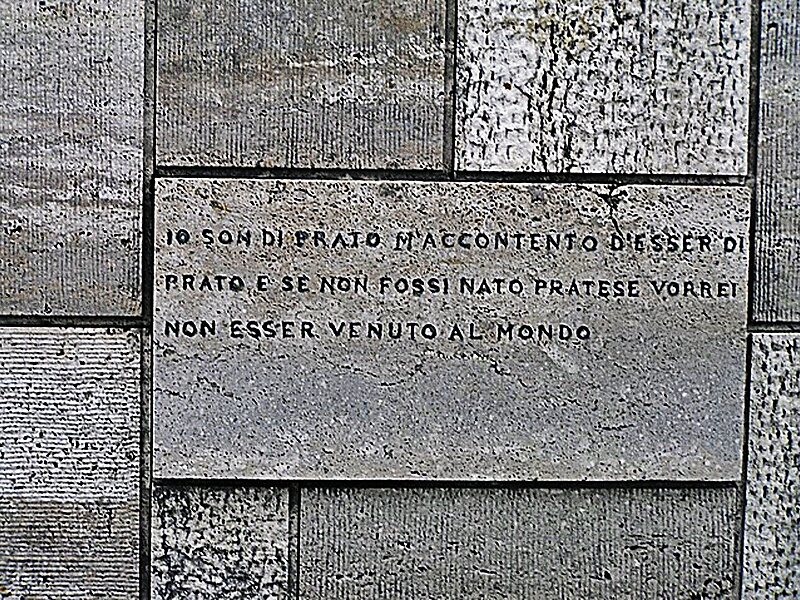 IO SON DI PRATO M'ACCONTENTO D'ESSER DI
PRATO E SE NON FOSSI NATO PRATESE VORREI
NON ESSER VENUTO AL MONDO